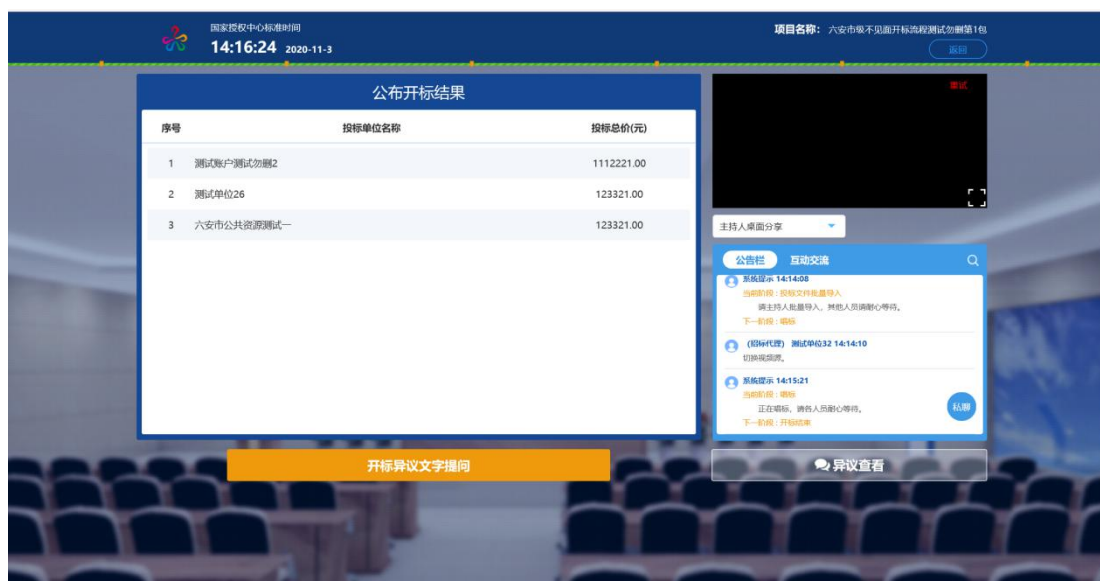 国家授权中心标准时间
14:16:24 2020-11-3
项目名称： 六安市级不见面开标流程测试勿删第1包
返回
公布开标结果
序号 投标单位名称 投标总价(元)
1 测试账户测试勿删2 1112221.00
2 测试单位26 123321.00
3 六安市公共资源测试一 123321.00
重试
主持人桌面分享
公告栏 互动交流
系统提示 14:14:08
当前阶段：投标文件批量导入
请主持人批量导入，其他人员请耐心等待。
下一阶段：唱标
(招标代理) 测试单位32 14:14:10
切换视频源。
系统提示 14:15:21
当前阶段：唱标
正在唱标，请各人员耐心等待。
下一阶段：开标结束
私聊
开标异议文字提问
异议查看